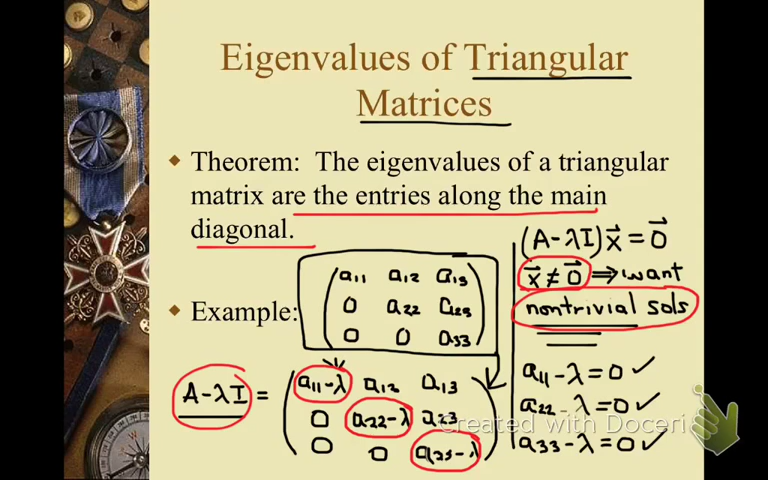 Eigenvalues of Triangular
Matrices
Theorem: The eigenvalues of a triangular
matrix are the entries along the main
diagonal.
(A-λI)x⃗ = 0⃗
x⃗ ≠ 0⃗ ⇒ want
nontrivial sols
Example:
a11 a12 a13
0 a22 a23
0 0 a33
A-λI =
a11-λ a12 a13
0 a22-λ a23
0 0 a33-λ
a11-λ=0 ✓
a22-λ=0 ✓
a33-λ=0 ✓
Created with Doceri